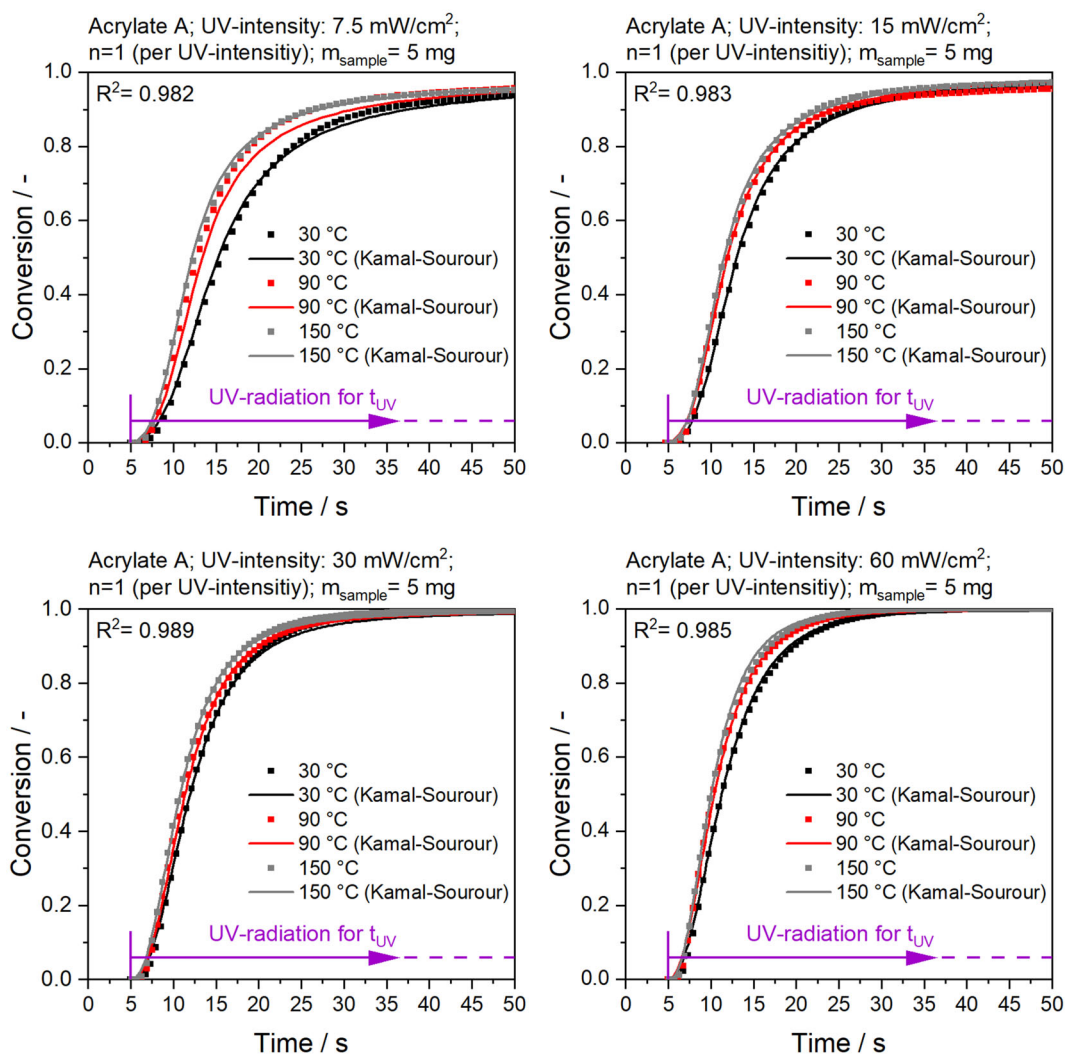 Acrylate A; UV-intensity: 7.5 mW/cm²;
n=1 (per UV-intensitiy); m_sample= 5 mg
R²= 0.982
1.0
0.8
0.6
0.4
0.2
0.0
Conversion / -
30 °C
30 °C (Kamal-Sourour)
90 °C
90 °C (Kamal-Sourour)
150 °C
150 °C (Kamal-Sourour)
UV-radiation for t_UV
0 5 10 15 20 25 30 35 40 45 50
Time / s
Acrylate A; UV-intensity: 15 mW/cm²;
n=1 (per UV-intensitiy); m_sample= 5 mg
R²= 0.983
1.0
0.8
0.6
0.4
0.2
0.0
Conversion / -
30 °C
30 °C (Kamal-Sourour)
90 °C
90 °C (Kamal-Sourour)
150 °C
150 °C (Kamal-Sourour)
UV-radiation for t_UV
0 5 10 15 20 25 30 35 40 45 50
Time / s
Acrylate A; UV-intensity: 30 mW/cm²;
n=1 (per UV-intensitiy); m_sample= 5 mg
R²= 0.989
1.0
0.8
0.6
0.4
0.2
0.0
Conversion / -
30 °C
30 °C (Kamal-Sourour)
90 °C
90 °C (Kamal-Sourour)
150 °C
150 °C (Kamal-Sourour)
UV-radiation for t_UV
0 5 10 15 20 25 30 35 40 45 50
Time / s
Acrylate A; UV-intensity: 60 mW/cm²;
n=1 (per UV-intensitiy); m_sample= 5 mg
R²= 0.985
1.0
0.8
0.6
0.4
0.2
0.0
Conversion / -
30 °C
30 °C (Kamal-Sourour)
90 °C
90 °C (Kamal-Sourour)
150 °C
150 °C (Kamal-Sourour)
UV-radiation for t_UV
0 5 10 15 20 25 30 35 40 45 50
Time / s